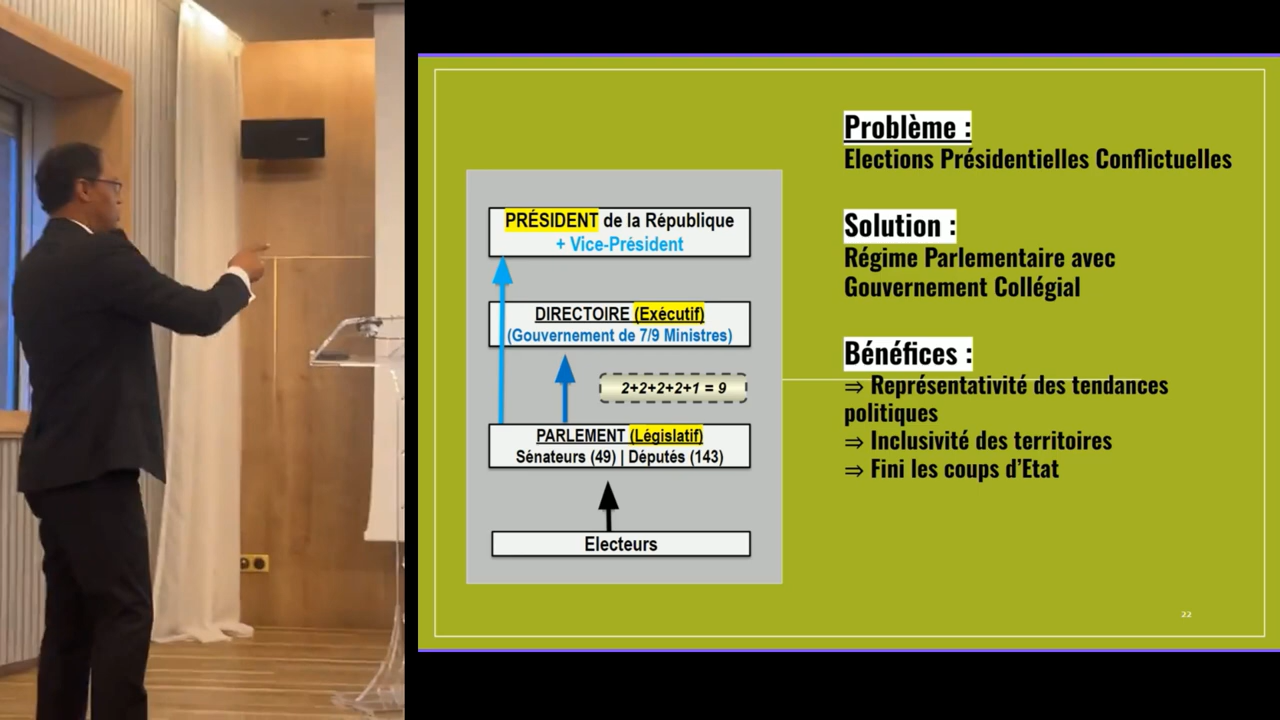 PRÉSIDENT de la République
+ Vice-Président
DIRECTOIRE (Exécutif)
(Gouvernement de 7/9 Ministres)
2+2+2+2+1 = 9
PARLEMENT (Législatif)
Sénateurs (49) | Députés (143)
Electeurs
Problème :
Elections Présidentielles Conflictuelles
Solution :
Régime Parlementaire avec
Gouvernement Collégial
Bénéfices :
⇒ Représentativité des tendances
politiques
⇒ Inclusivité des territoires
⇒ Fini les coups d’Etat
22